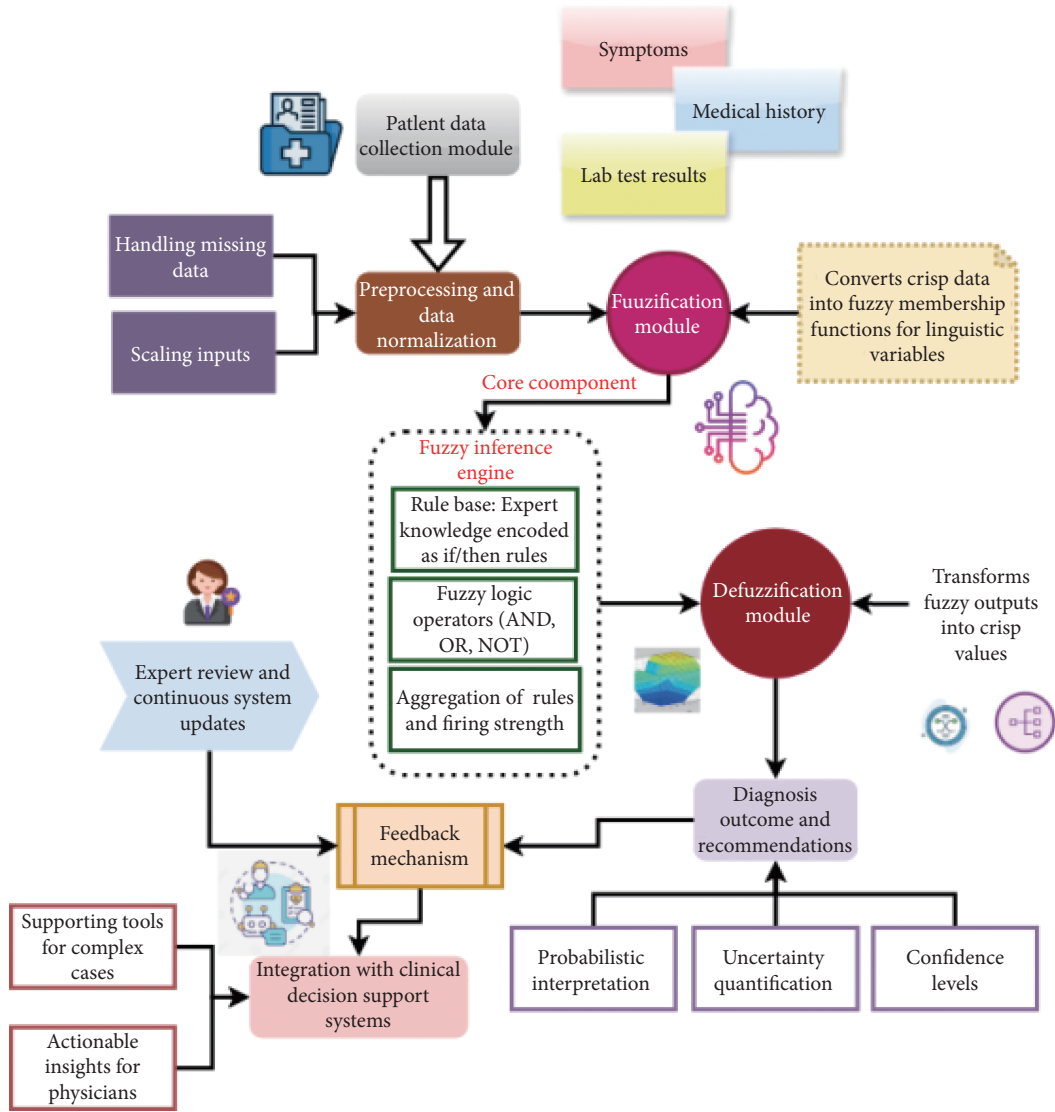 Symptoms
Medical history
Lab test results
Patlent data
collection module
Handling missing
data
Scaling inputs
Preprocessing and
data
normalization
Fuuzification
module
Converts crisp data
into fuzzy membership
functions for linguistic
variables
Core coomponent
Fuzzy inference
engine
Rule base: Expert
knowledge encoded
as if/then rules
Fuzzy logic
operators (AND,
OR, NOT)
Aggregation of rules
and firing strength
Defuzzification
module
Transforms
fuzzy outputs
into crisp
values
Expert review and
continuous system
updates
Feedback
mechanism
Diagnosis
outcome and
recommendations
Supporting tools
for complex
cases
Actionable
insights for
physicians
Integration with clinical
decision support
systems
Probabilistic
interpretation
Uncertainty
quantification
Confidence
levels